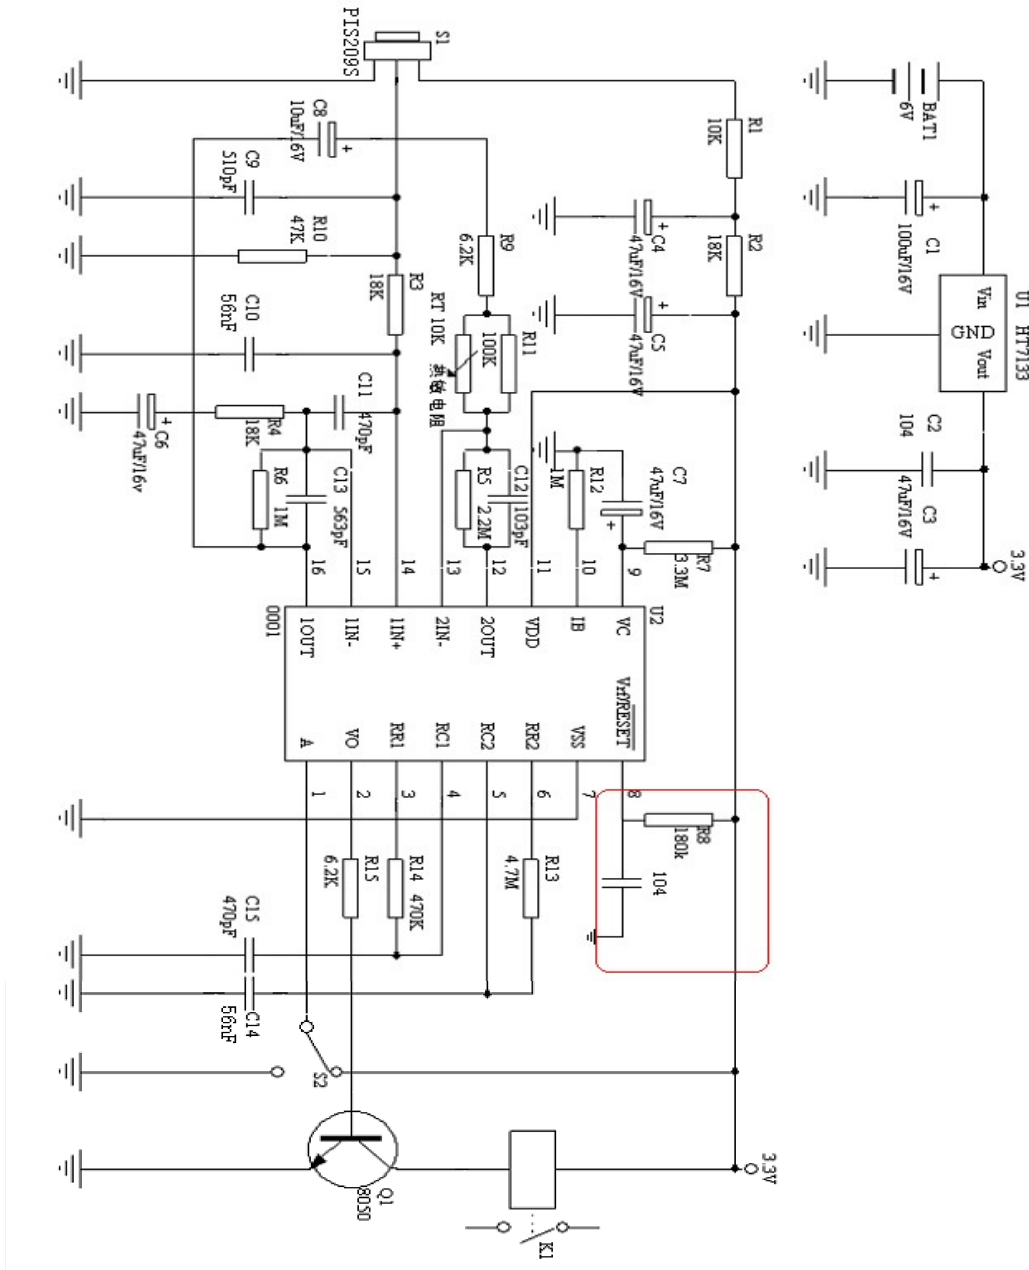 S1
PIS209S
C8
10uF/16V
+
C9
510pF
R10
47K
C10
56nF
R3
18K
C11
470pF
R4
18K
C6
47uF/16v
+
R6
1M
C13
563pF
R9
6.2K
RT 10K
热敏电阻
R11
100K
R5
2.2M
C12
103pF
R1
10K
R2
18K
C4
47uF/16V
+
C5
47uF/16V
+
R12
1M
C7
47uF/16V
+
R7
3.3M
BAT1
6V
C1
100uF/16V
+
U1 HT7133
Vin
GND
Vout
C2
104
C3
47uF/16V
+
3.3V
16
15
14
13
12
11
10
9
0001
U2
1OUT
1IN-
1IN+
2IN-
2OUT
VDD
IB
VC
A
VO
RR1
RC1
RC2
RR2
VSS
Vrf/RESET
1
2
3
4
5
6
7
8
R8
180k
104
R15
6.2K
R14
470K
R13
4.7M
C15
470pF
C14
56nF
S2
Q1
8050
K1
3.3V